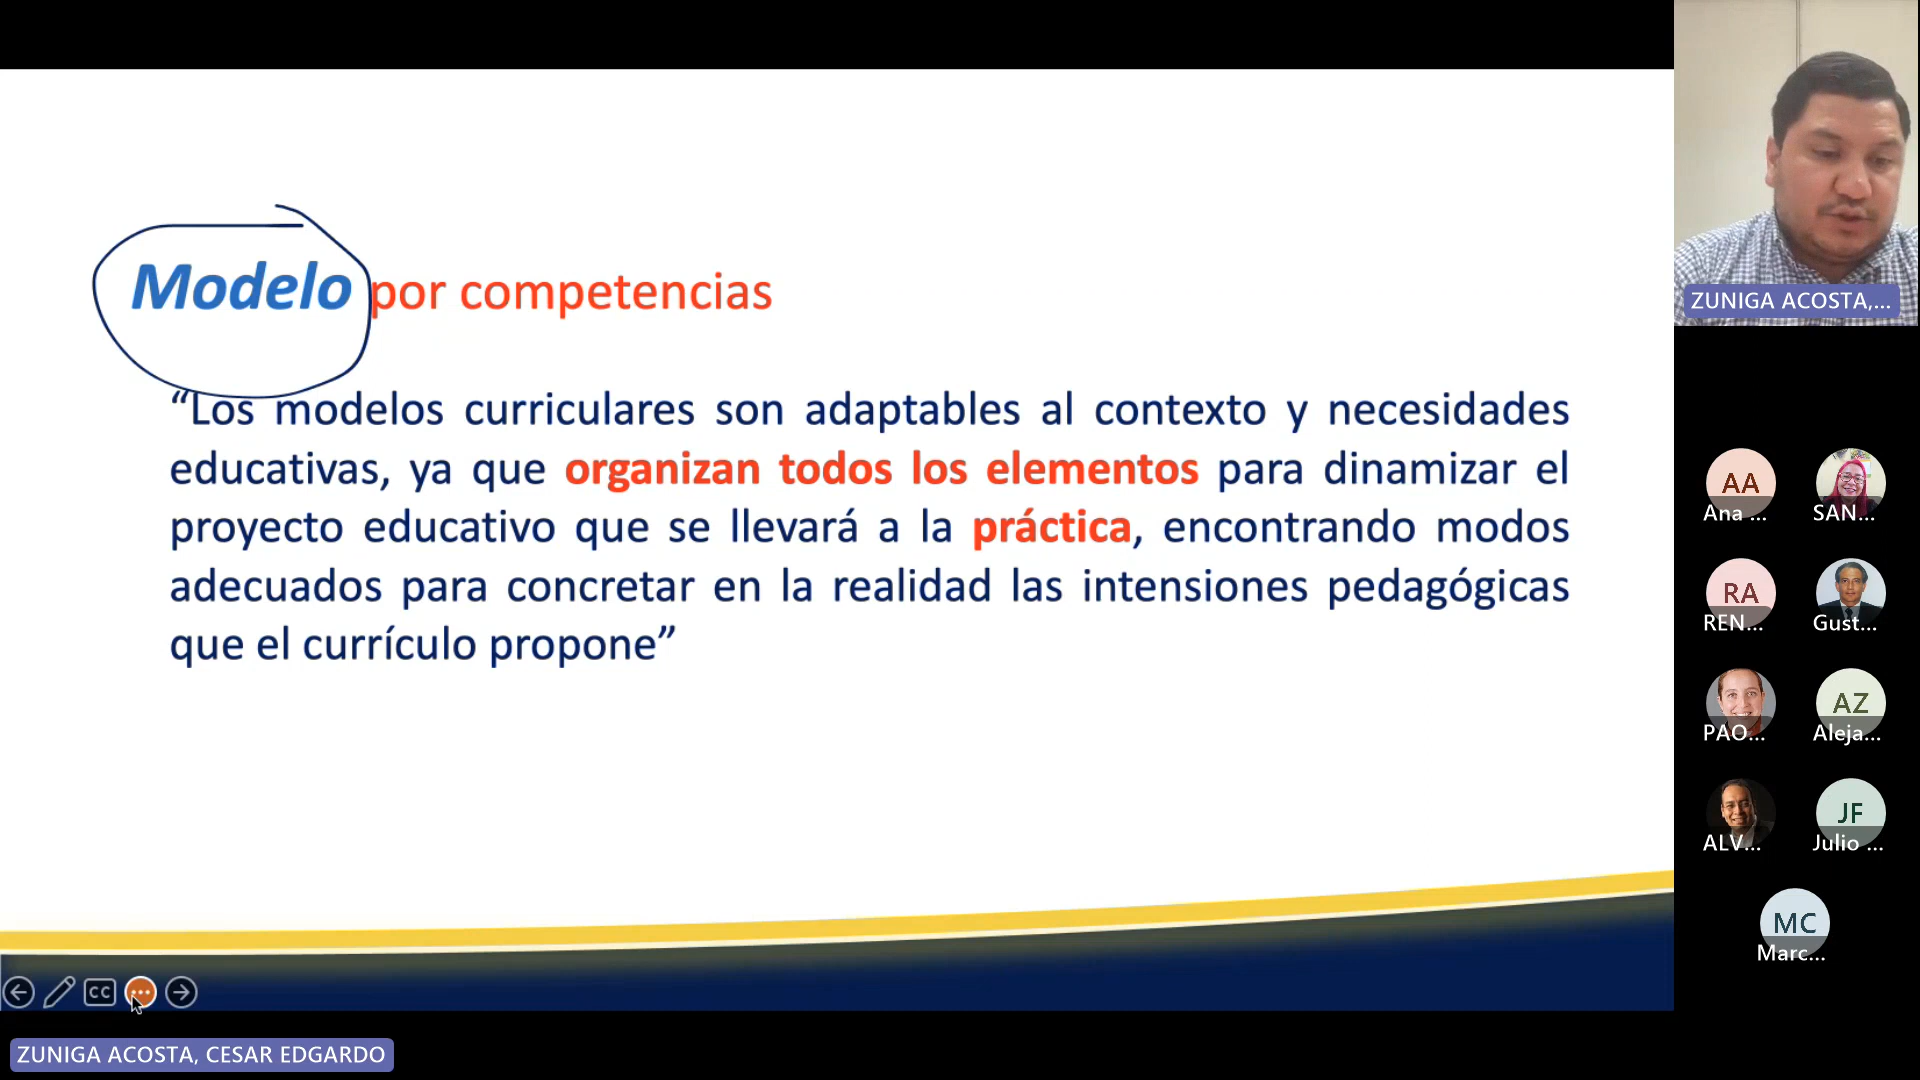 Modelo por competencias
“Los modelos curriculares son adaptables al contexto y necesidades
educativas, ya que organizan todos los elementos para dinamizar el
proyecto educativo que se llevará a la práctica, encontrando modos
adecuados para concretar en la realidad las intensiones pedagógicas
que el currículo propone”
ZUNIGA ACOSTA,...
AA
Ana ...
SAN...
RA
REN...
Gust...
PAO...
AZ
Aleja...
ALV...
JF
Julio ...
MC
Marc...
CC
ZUNIGA ACOSTA, CESAR EDGARDO